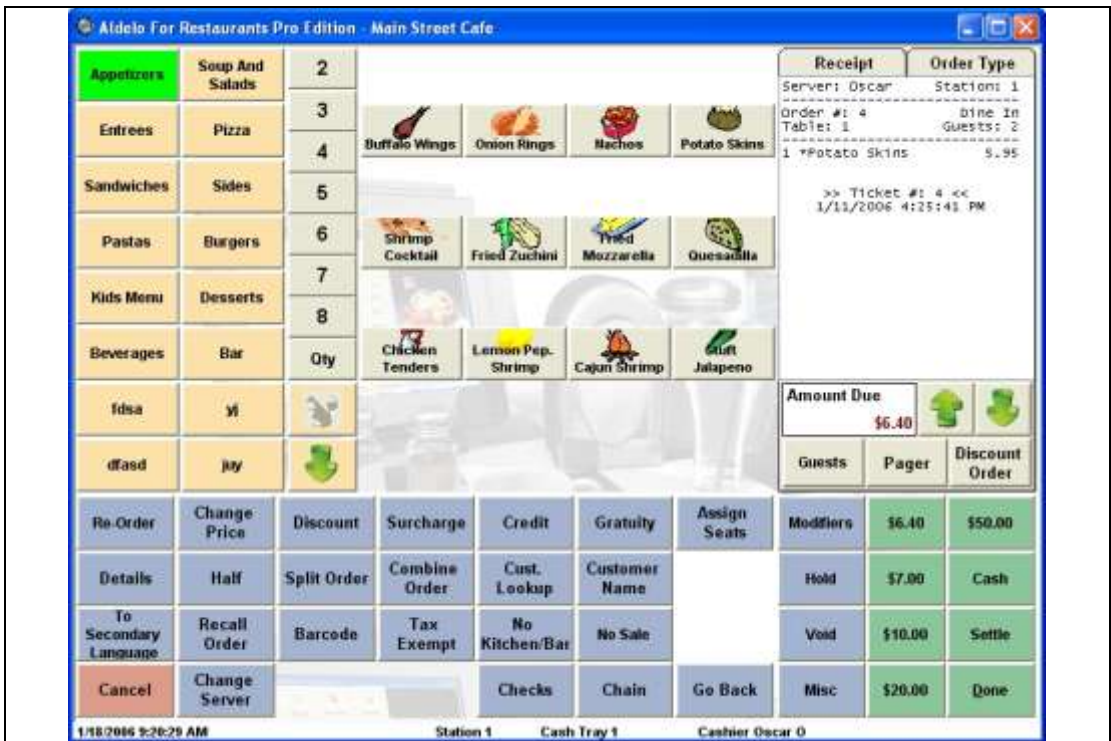 Aldelo For Restaurants Pro Edition - Main Street Cafe
Appetizers
Soup And
Salads
2
Receipt
Order Type
Server: Oscar Station: 1
Entrees
Pizza
3
4
Buffalo Wings
Onion Rings
Nachos
Potato Skins
Order #: 4 Dine In
Table: 1 Guests: 2
1 *Potato Skins 5.95
>> Ticket #: 4 <<
1/11/2006 4:25:41 PM
Sandwiches
Sides
5
Pastas
Burgers
6
Shrimp
Cocktail
Fried Zuchini
Fried
Mozzarella
Quesadilla
Kids Menu
Desserts
7
8
Beverages
Bar
Qty
Chicken
Tenders
Lemon Pep.
Shrimp
Cajun Shrimp
Stuft
Jalapeno
fdsa
yi
Amount Due
$6.40
dfasd
juy
Guests
Pager
Discount
Order
Re-Order
Change
Price
Discount
Surcharge
Credit
Gratuity
Assign
Seats
Modifiers
$6.40
$50.00
Details
Half
Split Order
Combine
Order
Cust.
Lookup
Customer
Name
Hold
$7.00
Cash
To
Secondary
Language
Recall
Order
Barcode
Tax
Exempt
No
Kitchen/Bar
No Sale
Void
$10.00
Settle
Cancel
Change
Server
Checks
Chain
Go Back
Misc
$20.00
Done
1/18/2006 9:20:29 AM Station 1 Cash Tray 1 Cashier Oscar O